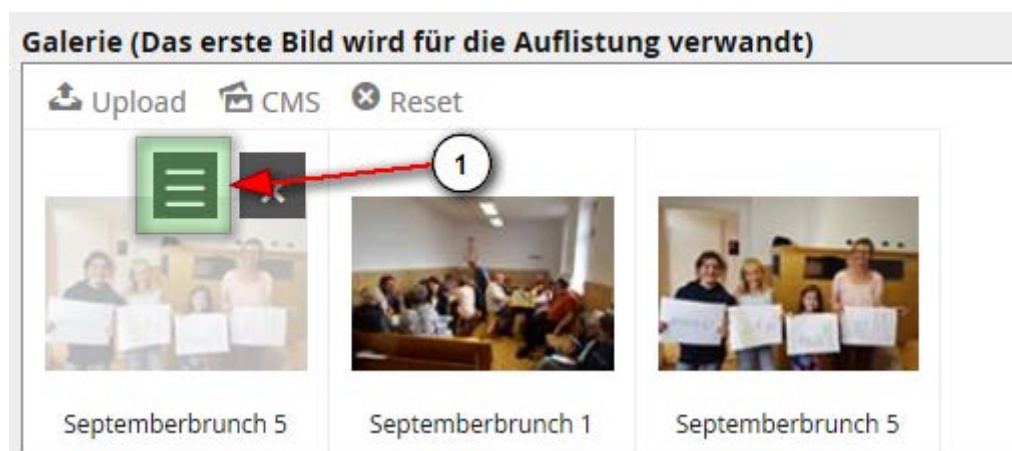 Galerie (Das erste Bild wird für die Auflistung verwandt)
Upload CMS Reset
1
Septemberbrunch 5 Septemberbrunch 1 Septemberbrunch 5